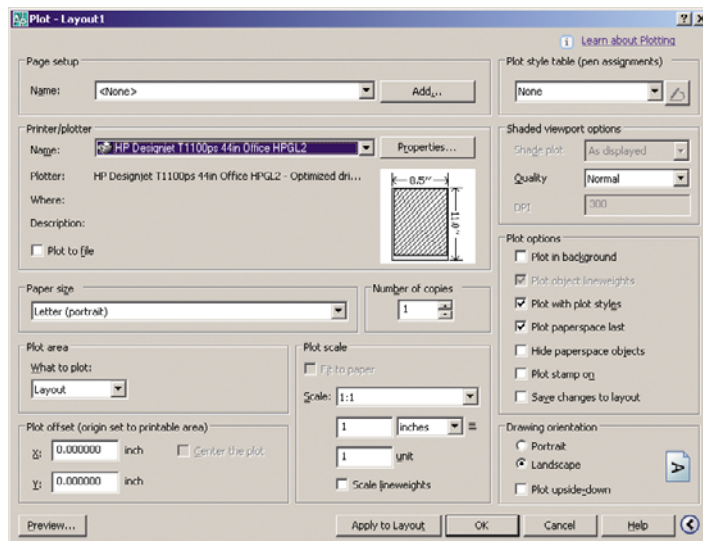 Plot - Layout1
Learn about Plotting
Page setup
Name: <None> Add...
Plot style table (pen assignments)
None
Printer/plotter
Name: HP Designjet T1100ps 44in Office HPGL2 Properties...
Plotter: HP Designjet T1100ps 44in Office HPGL2 - Optimized dri...
Where:
Description:
Plot to file
8.5"
11.0"
Shaded viewport options
Shade plot As displayed
Quality Normal
DPI 300
Paper size
Letter (portrait)
Number of copies
1
Plot options
Plot in background
Plot object lineweights
Plot with plot styles
Plot paperspace last
Hide paperspace objects
Plot stamp on
Save changes to layout
Plot area
What to plot:
Layout
Plot scale
Fit to paper
Scale: 1:1
1 inches =
1 unit
Scale lineweights
Plot offset (origin set to printable area)
X: 0.000000 inch Center the plot
Y: 0.000000 inch
Drawing orientation
Portrait
Landscape
Plot upside-down
A
Preview... Apply to Layout OK Cancel Help